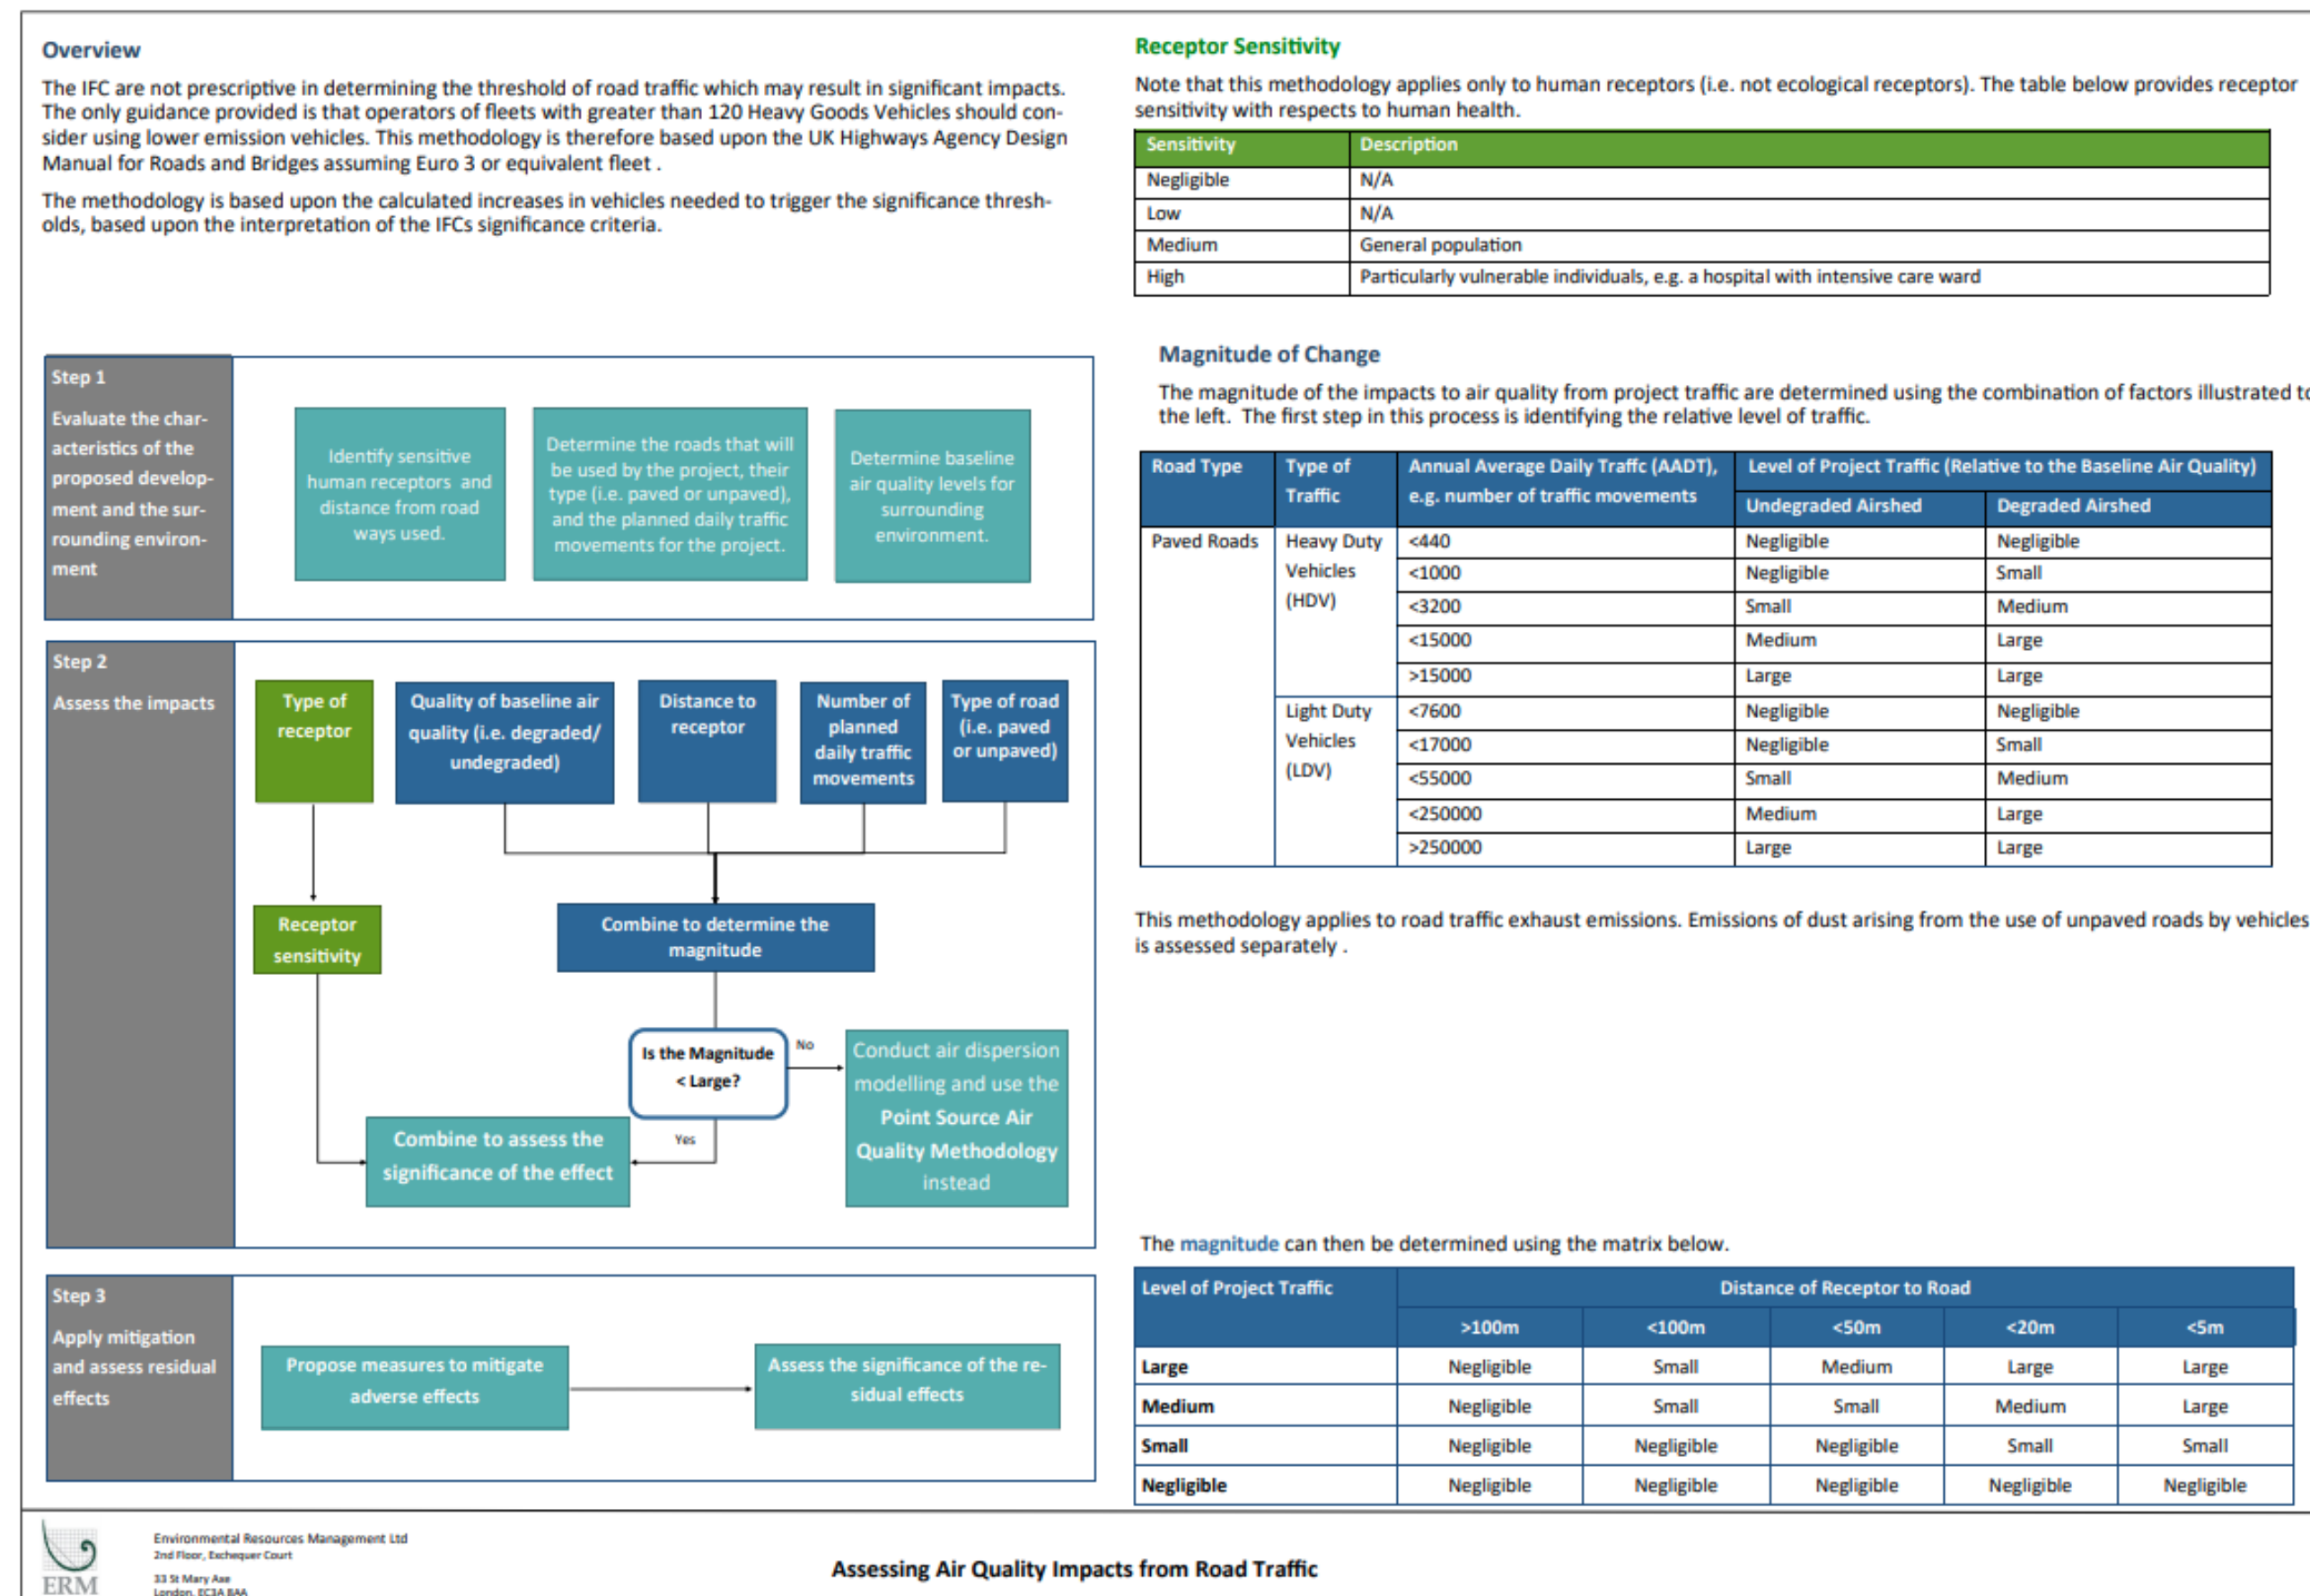 Overview
The IFC are not prescriptive in determining the threshold of road traffic which may result in significant impacts.
The only guidance provided is that operators of fleets with greater than 120 Heavy Goods Vehicles should con-
sider using lower emission vehicles. This methodology is therefore based upon the UK Highways Agency Design
Manual for Roads and Bridges assuming Euro 3 or equivalent fleet .
The methodology is based upon the calculated increases in vehicles needed to trigger the significance thresh-
olds, based upon the interpretation of the IFCs significance criteria.
Step 1
Evaluate the char-
acteristics of the
proposed develop-
ment and the sur-
rounding environ-
ment
Identify sensitive
human receptors and
distance from road
ways used.
Determine the roads that will
be used by the project, their
type (i.e. paved or unpaved),
and the planned daily traffic
movements for the project.
Determine baseline
air quality levels for
surrounding
environment.
Step 2
Assess the impacts
Type of
receptor
Quality of baseline air
quality (i.e. degraded/
undegraded)
Distance to
receptor
Number of
planned
daily traffic
movements
Type of road
(i.e. paved
or unpaved)
Receptor
sensitivity
Combine to determine the
magnitude
Is the Magnitude
< Large?
No
Conduct air dispersion
modelling and use the
Point Source Air
Quality Methodology
instead
Yes
Combine to assess the
significance of the effect
Step 3
Apply mitigation
and assess residual
effects
Propose measures to mitigate
adverse effects
Assess the significance of the re-
sidual effects
Receptor Sensitivity
Note that this methodology applies only to human receptors (i.e. not ecological receptors). The table below provides receptor
sensitivity with respects to human health.
Sensitivity Description
Negligible N/A
Low N/A
Medium General population
High Particularly vulnerable individuals, e.g. a hospital with intensive care ward
Magnitude of Change
The magnitude of the impacts to air quality from project traffic are determined using the combination of factors illustrated to
the left. The first step in this process is identifying the relative level of traffic.
Road Type Type of Annual Average Daily Traffc (AADT), Level of Project Traffic (Relative to the Baseline Air Quality)
Traffic e.g. number of traffic movements Undegraded Airshed Degraded Airshed
Paved Roads Heavy Duty <440 Negligible Negligible
Vehicles <1000 Negligible Small
(HDV) <3200 Small Medium
<15000 Medium Large
>15000 Large Large
Light Duty <7600 Negligible Negligible
Vehicles <17000 Negligible Small
(LDV) <55000 Small Medium
<250000 Medium Large
>250000 Large Large
This methodology applies to road traffic exhaust emissions. Emissions of dust arising from the use of unpaved roads by vehicles
is assessed separately .
The magnitude can then be determined using the matrix below.
Level of Project Traffic Distance of Receptor to Road
>100m <100m <50m <20m <5m
Large Negligible Small Medium Large Large
Medium Negligible Small Small Medium Large
Small Negligible Negligible Negligible Small Small
Negligible Negligible Negligible Negligible Negligible Negligible
ERM
Environmental Resources Management Ltd
2nd Floor, Exchequer Court
33 St Mary Axe
London, EC3A 8AA
Assessing Air Quality Impacts from Road Traffic